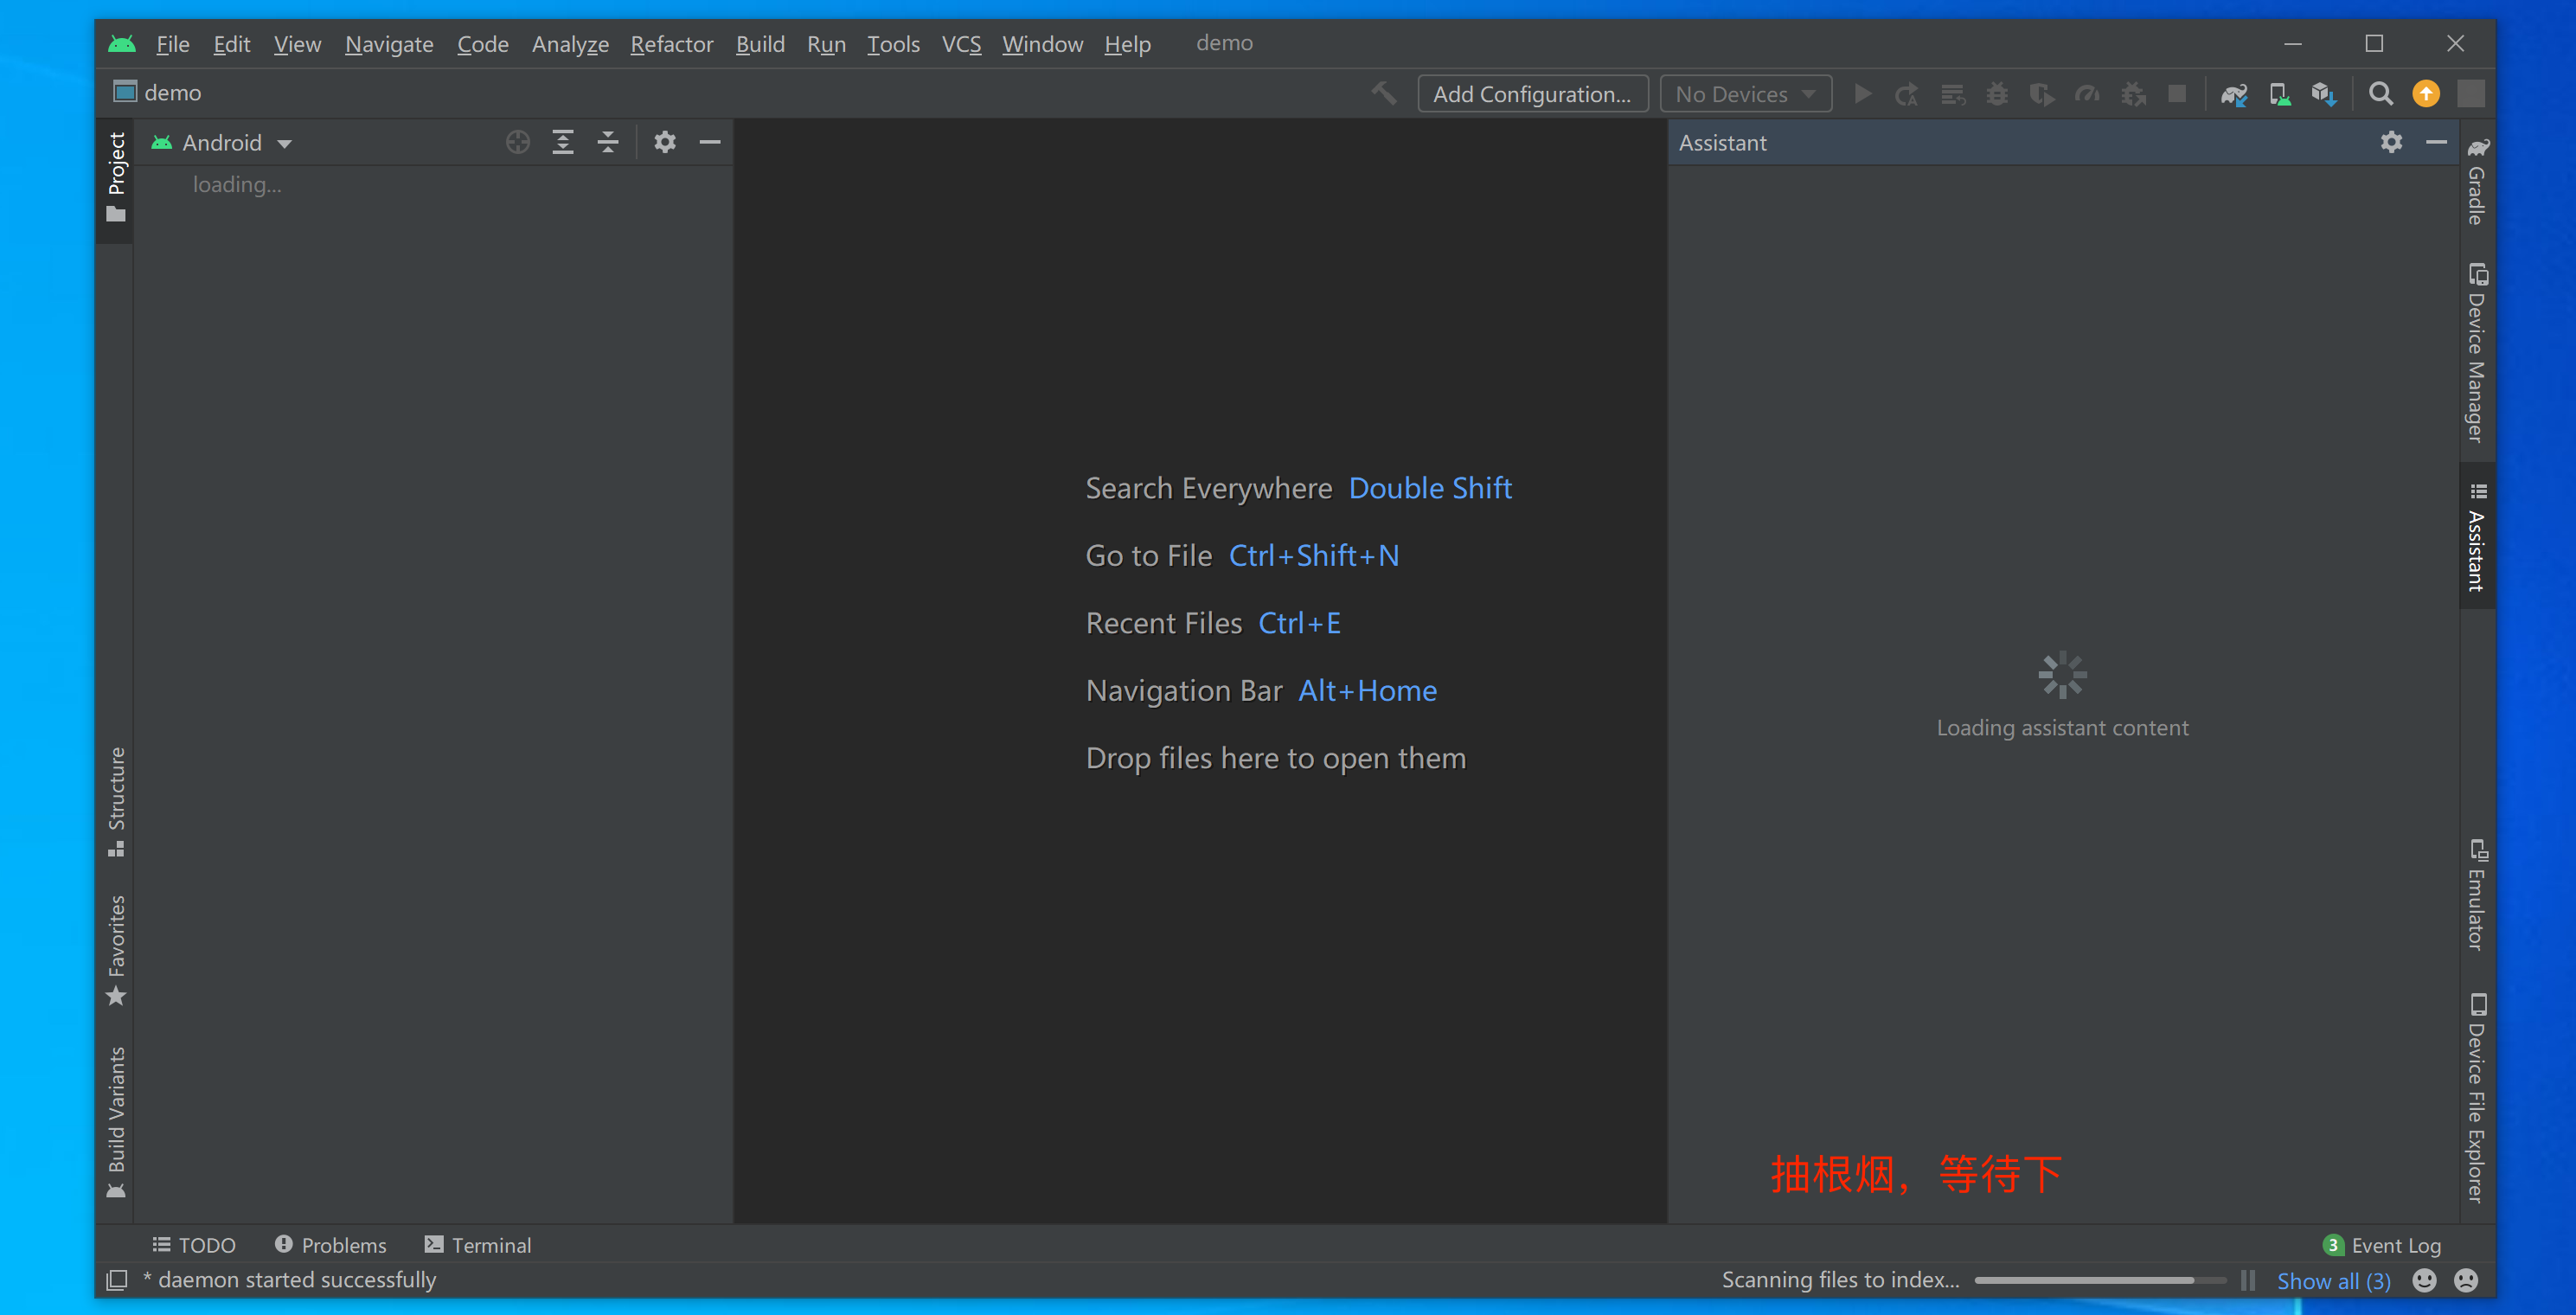 File Edit View Navigate Code Analyze Refactor Build Run Tools VCS Window Help demo
demo
Add Configuration...
No Devices
Project
Android
loading...
Structure
Favorites
Build Variants
Search Everywhere Double Shift
Go to File Ctrl+Shift+N
Recent Files Ctrl+E
Navigation Bar Alt+Home
Drop files here to open them
Assistant
Loading assistant content
抽根烟，等待下
Gradle
Device Manager
Assistant
Emulator
Device File Explorer
TODO Problems Terminal
3 Event Log
* daemon started successfully
Scanning files to index...
Show all (3)